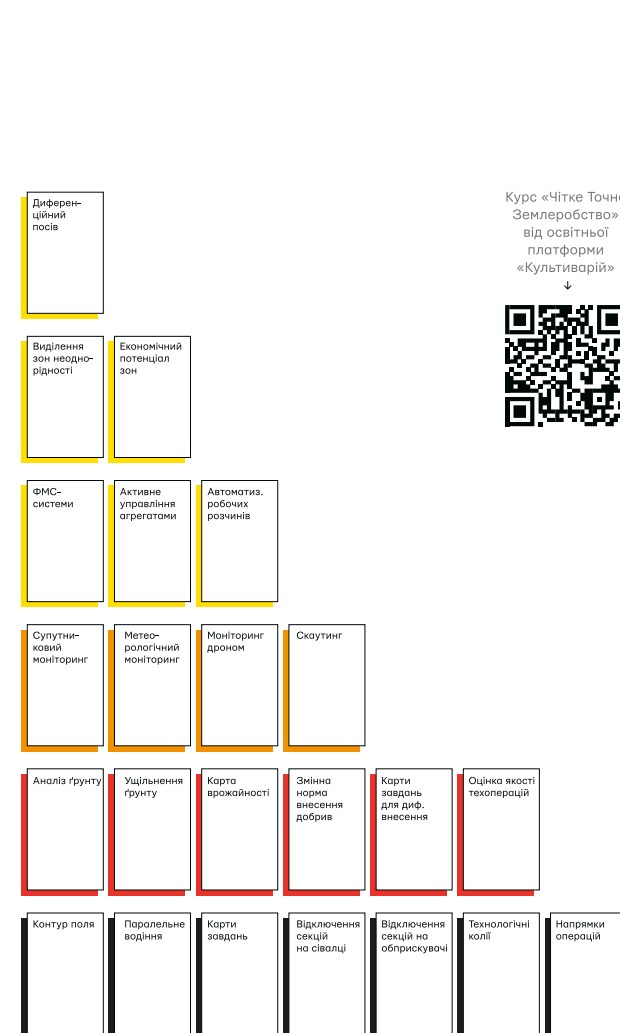 Курс «Чітке Точне
Землеробство»
від освітньої
платформи
«Культиварій»
↓
Диферен–
ційний
посів
Виділення
зон неодно–
рідності
Економічний
потенціал
зон
ФМС–
системи
Активне
управління
агрегатами
Автоматиз.
робочих
розчинів
Супутни–
ковий
моніторинг
Метео–
рологічний
моніторинг
Моніторинг
дроном
Скаутинг
Аналіз ґрунту
Ущільнення
ґрунту
Карта
врожайності
Змінна
норма
внесення
добрив
Карти
завдань
для диф.
внесення
Оцінка якості
техоперацій
Контур поля
Паралельне
водіння
Карти
завдань
Відключення
секцій
на сівалці
Відключення
секцій на
обприскувачі
Технологічні
колії
Напрямки
операцій